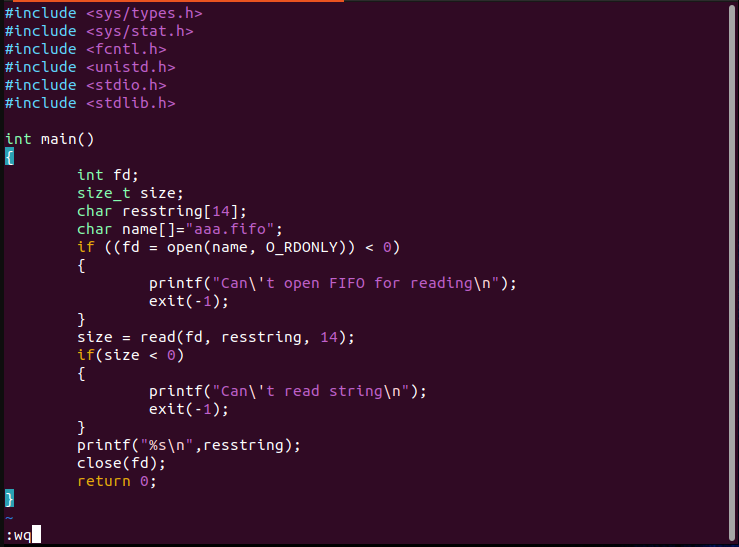 #include <sys/types.h>
#include <sys/stat.h>
#include <fcntl.h>
#include <unistd.h>
#include <stdio.h>
#include <stdlib.h>

int main()
{
        int fd;
        size_t size;
        char resstring[14];
        char name[]="aaa.fifo";
        if ((fd = open(name, O_RDONLY)) < 0)
        {
                printf("Can\'t open FIFO for reading\n");
                exit(-1);
        }
        size = read(fd, resstring, 14);
        if(size < 0)
        {
                printf("Can\'t read string\n");
                exit(-1);
        }
        printf("%s\n",resstring);
        close(fd);
        return 0;
}
~
:wq